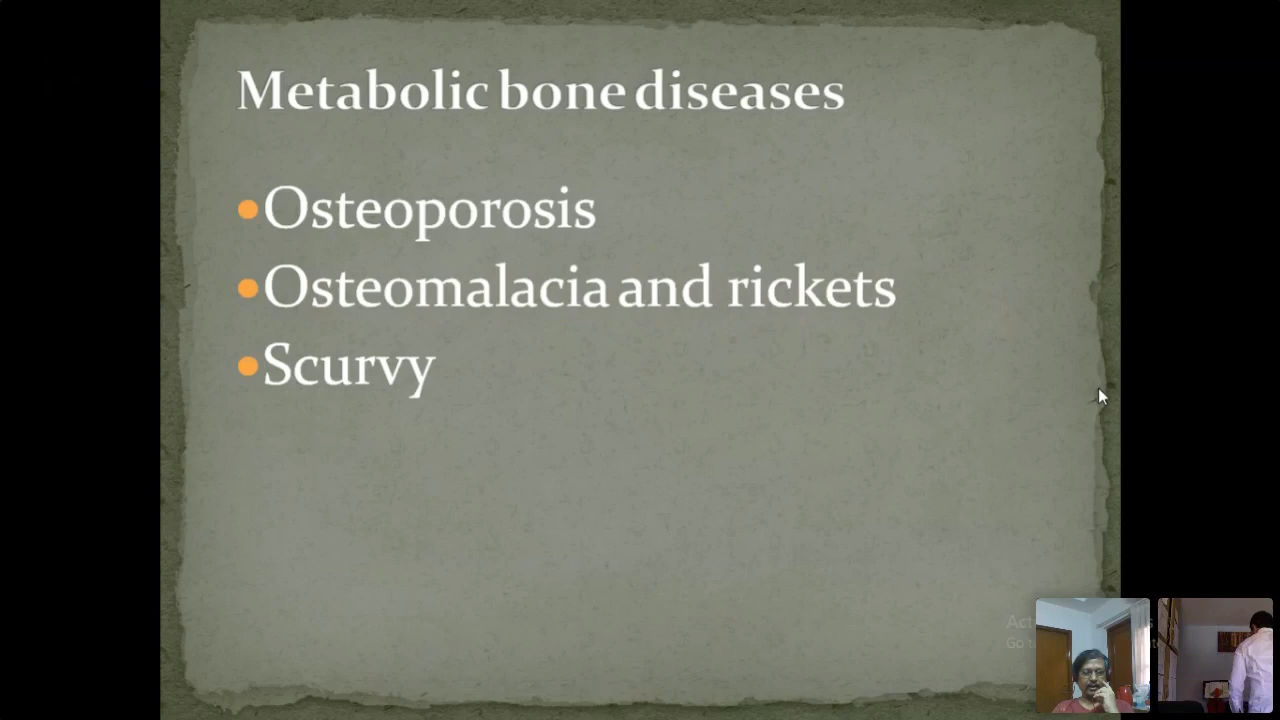 Metabolic bone diseases
•Osteoporosis
•Osteomalacia and rickets
•Scurvy